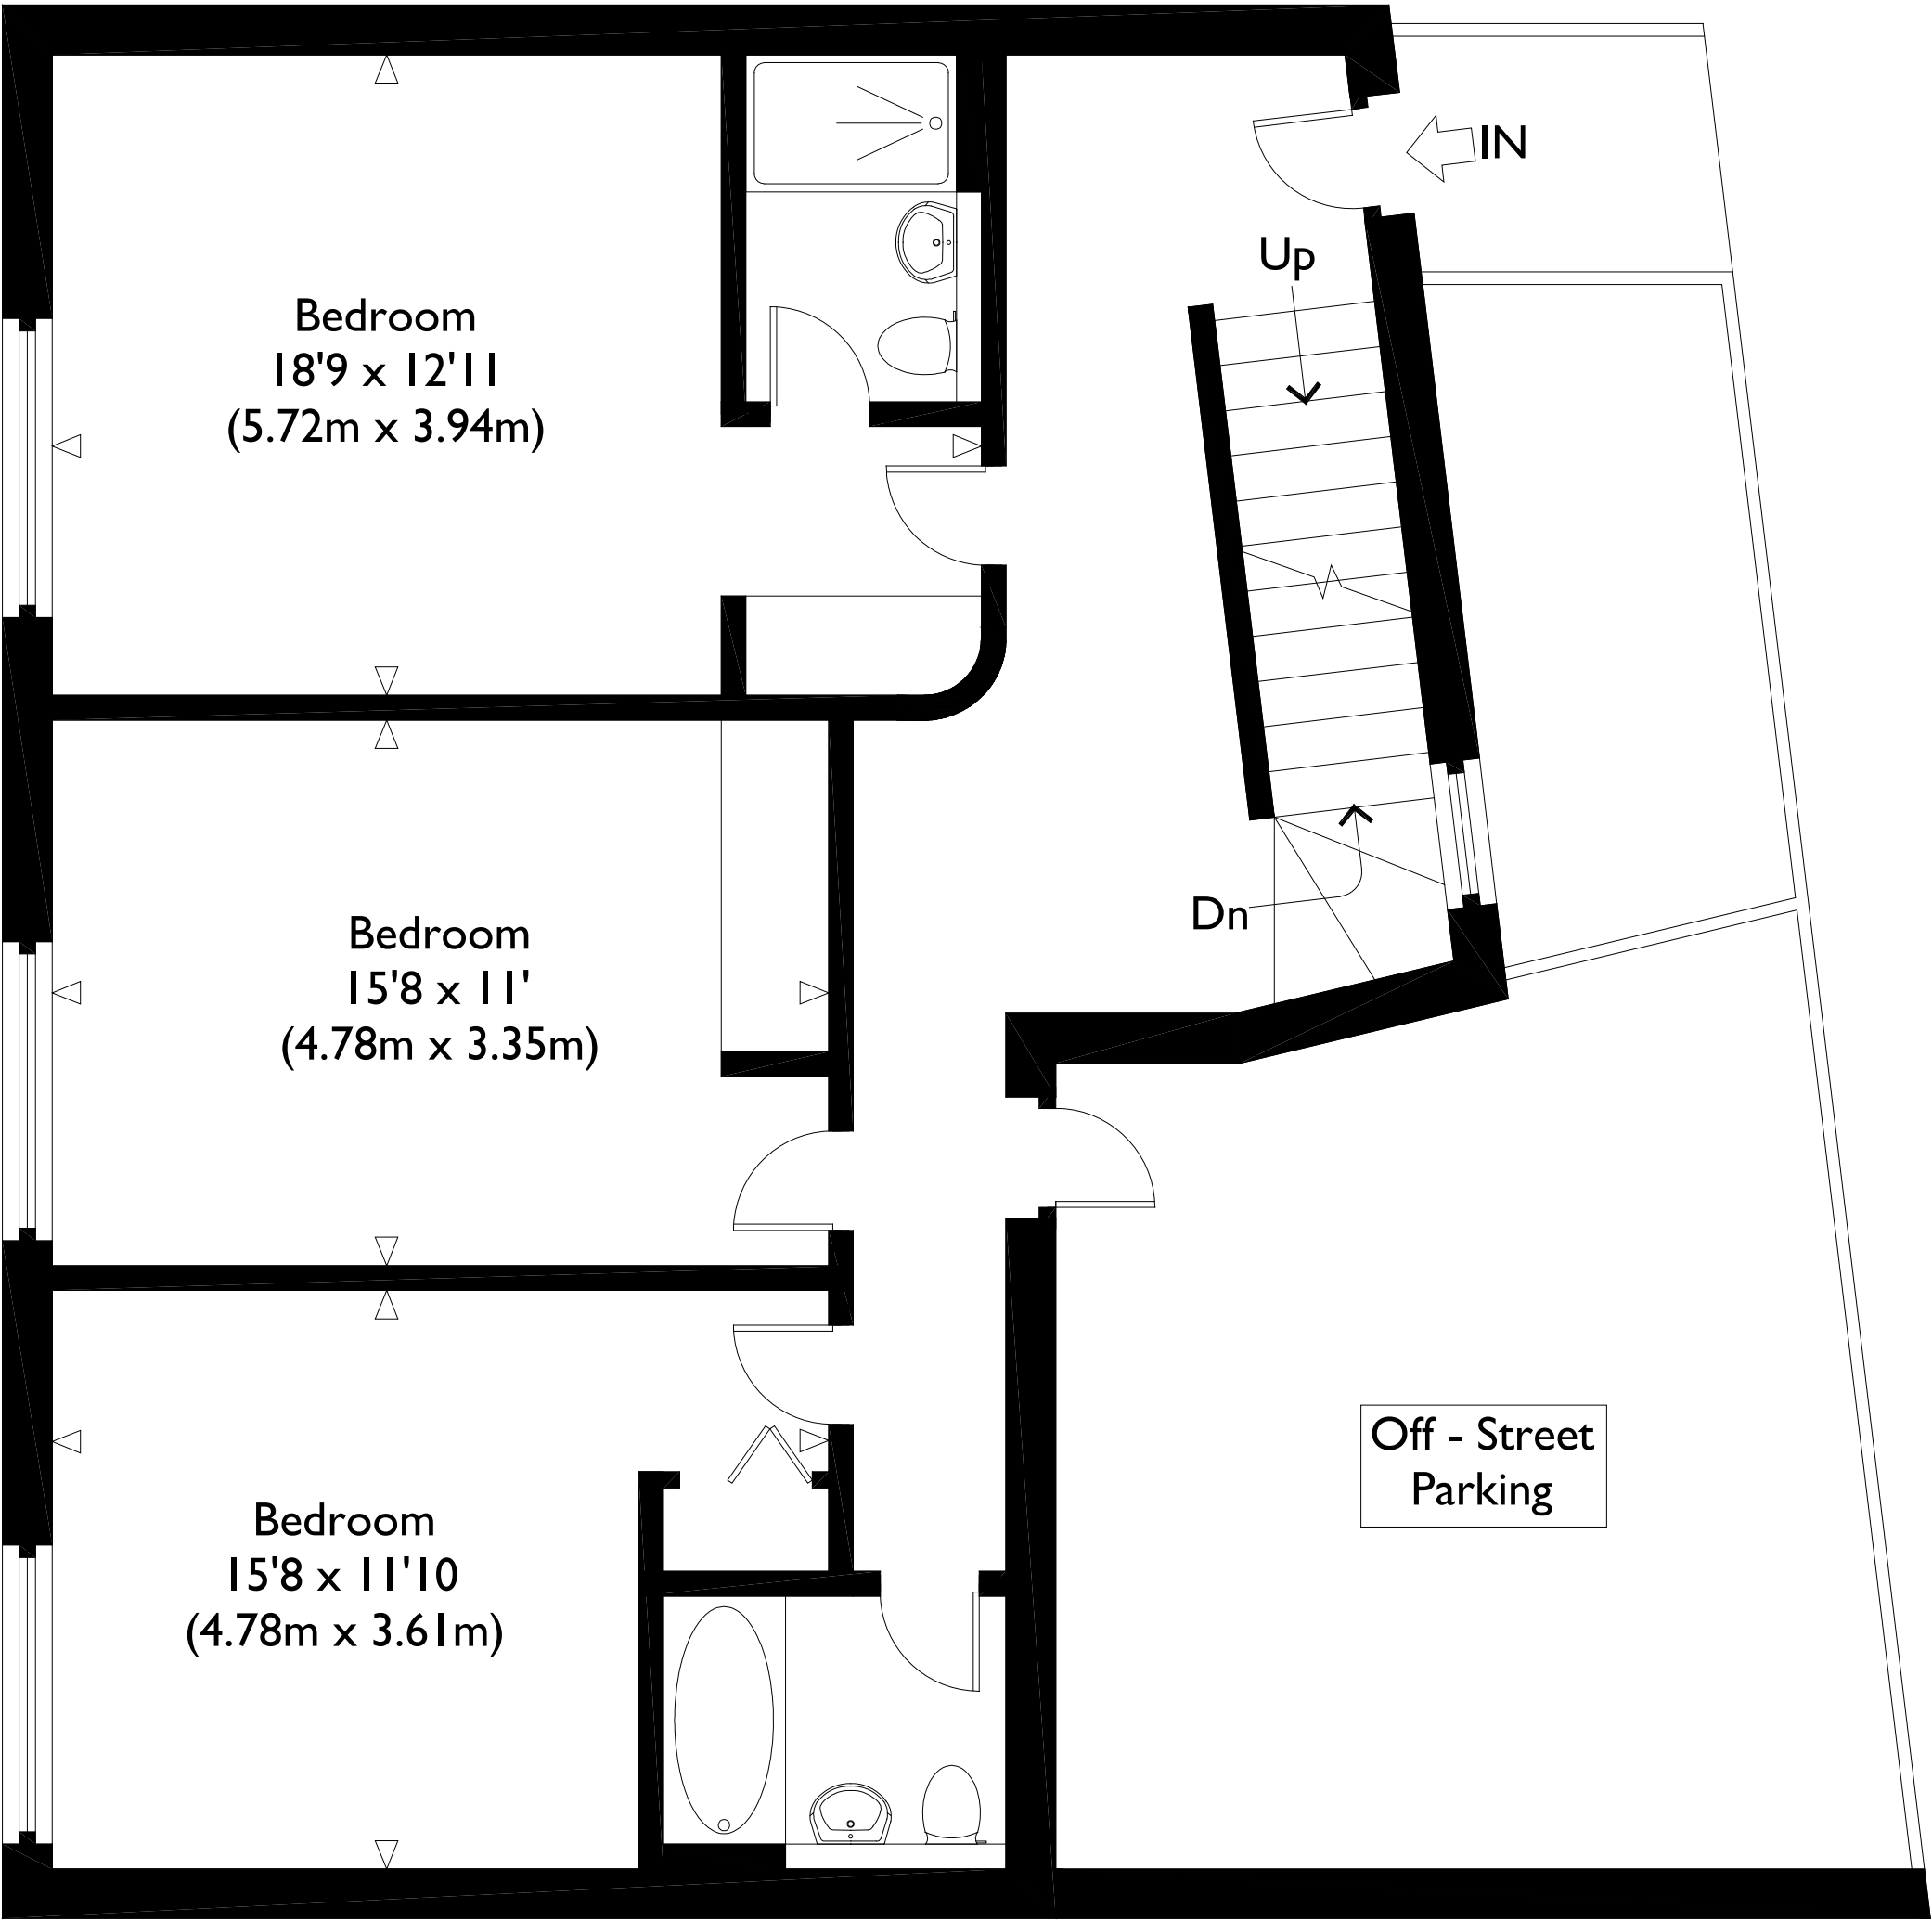 IN
Up
Bedroom
18'9 x 12'11
(5.72m x 3.94m)
Bedroom
15'8 x 11'
(4.78m x 3.35m)
Dn
Off - Street
Parking
Bedroom
15'8 x 11'10
(4.78m x 3.61m)